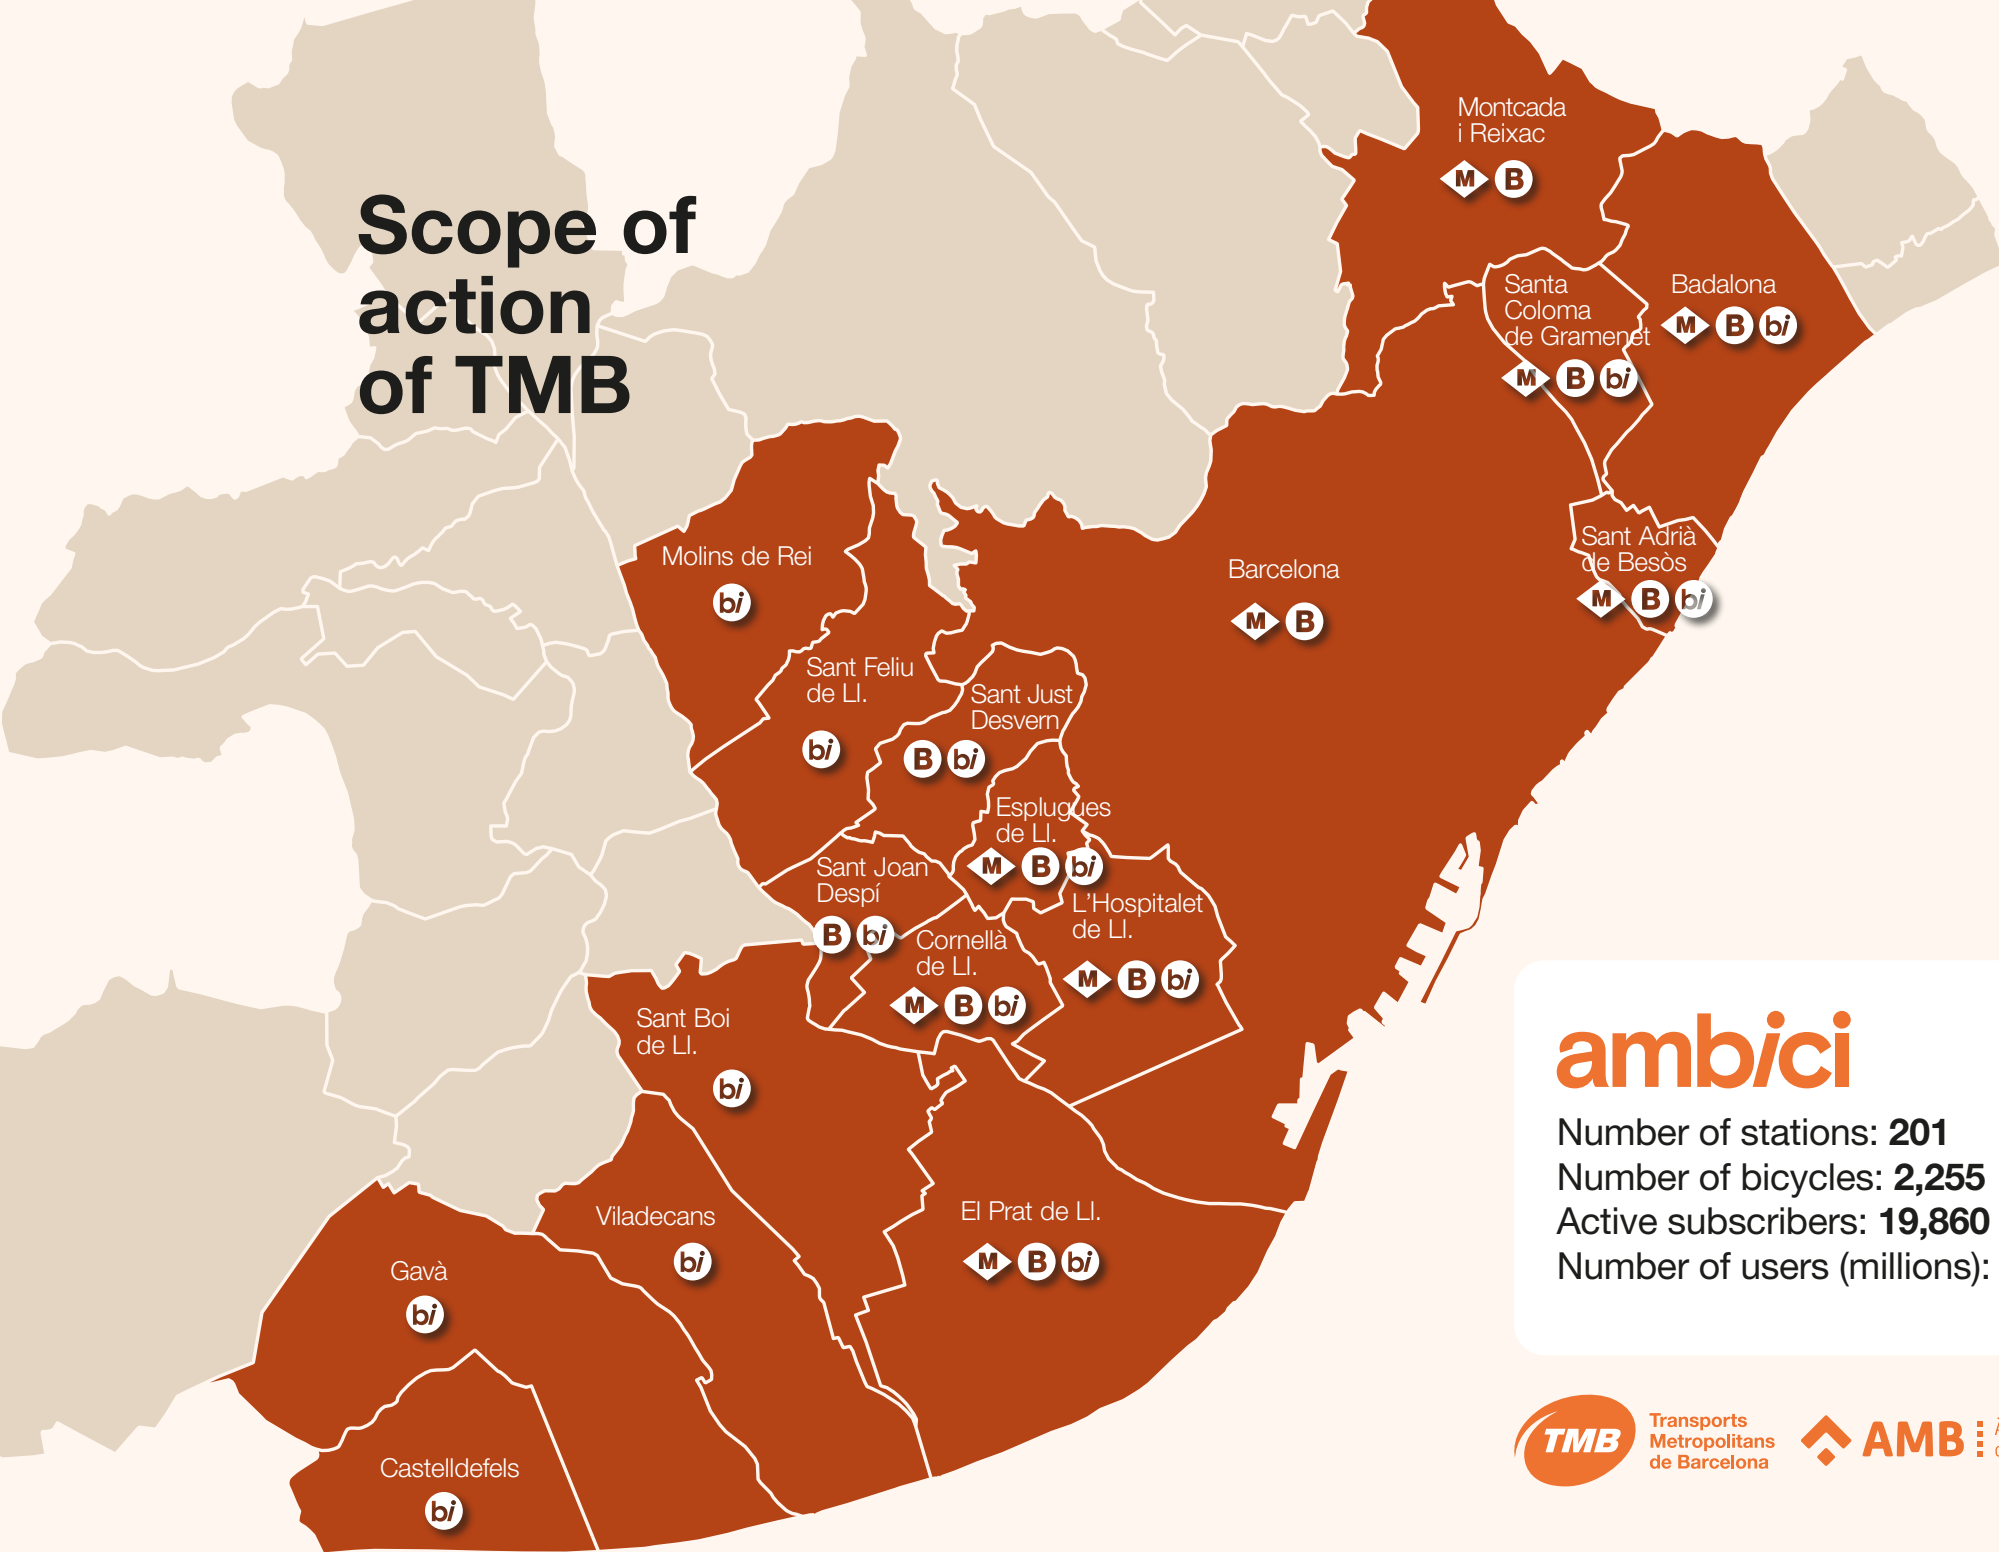 Scope of
action
of TMB
Montcada
i Reixac
M B
Santa
Coloma
de Gramenet
M B bi
Badalona
M B bi
Molins de Rei
bi
Barcelona
M B
Sant Adrià
de Besòs
M B bi
Sant Feliu
de Ll.
bi
Sant Just
Desvern
B bi
Esplugues
de Ll.
M B bi
Sant Joan
Despí
B bi
L'Hospitalet
de Ll.
M B bi
Cornellà
de Ll.
M B bi
Sant Boi
de Ll.
bi
Viladecans
bi
El Prat de Ll.
M B bi
Gavà
bi
Castelldefels
bi
ambici
Number of stations: 201
Number of bicycles: 2,255
Active subscribers: 19,860
Number of users (millions):
TMB
Transports
Metropolitans
de Barcelona
AMB